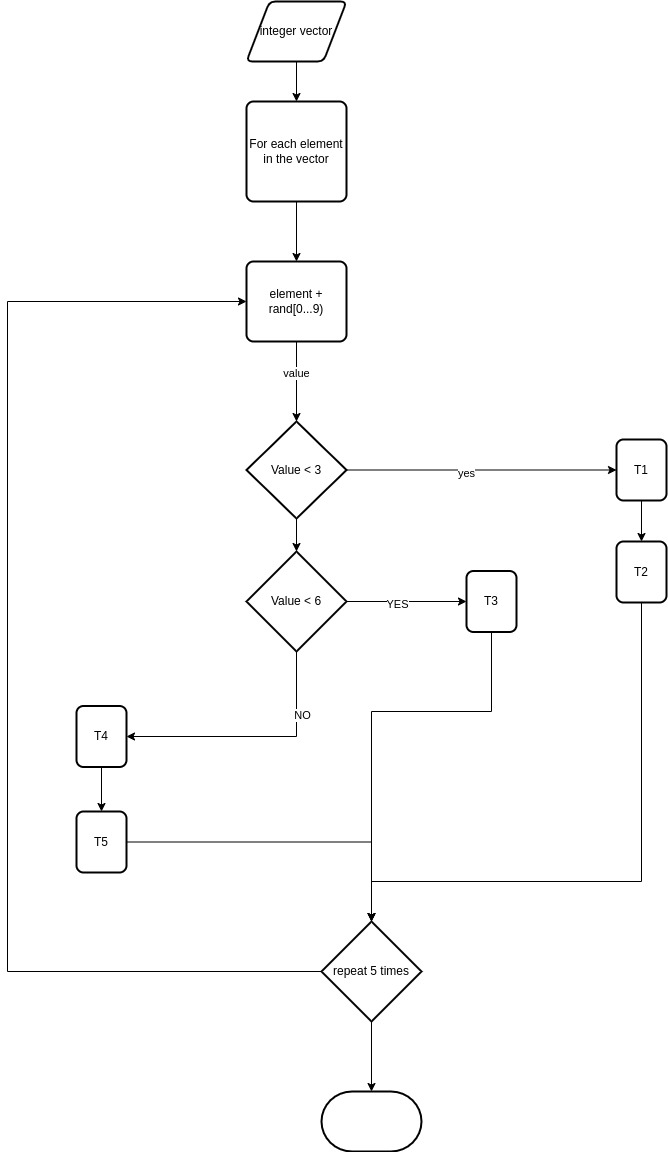 integer vector
For each element
in the vector
element +
rand[0...9)
value
Value < 3
yes
T1
T2
Value < 6
YES
T3
NO
T4
T5
repeat 5 times